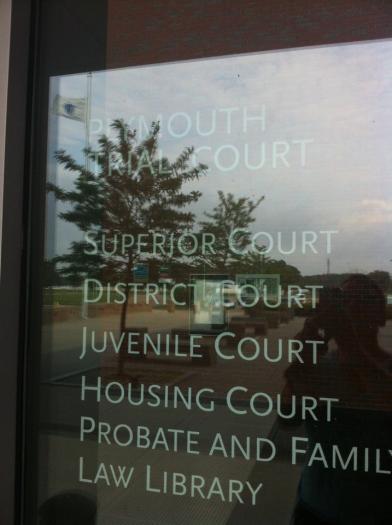 PLYMOUTH
TRIAL COURT
SUPERIOR COURT
DISTRICT COURT
JUVENILE COURT
HOUSING COURT
PROBATE AND FAMILY
LAW LIBRARY